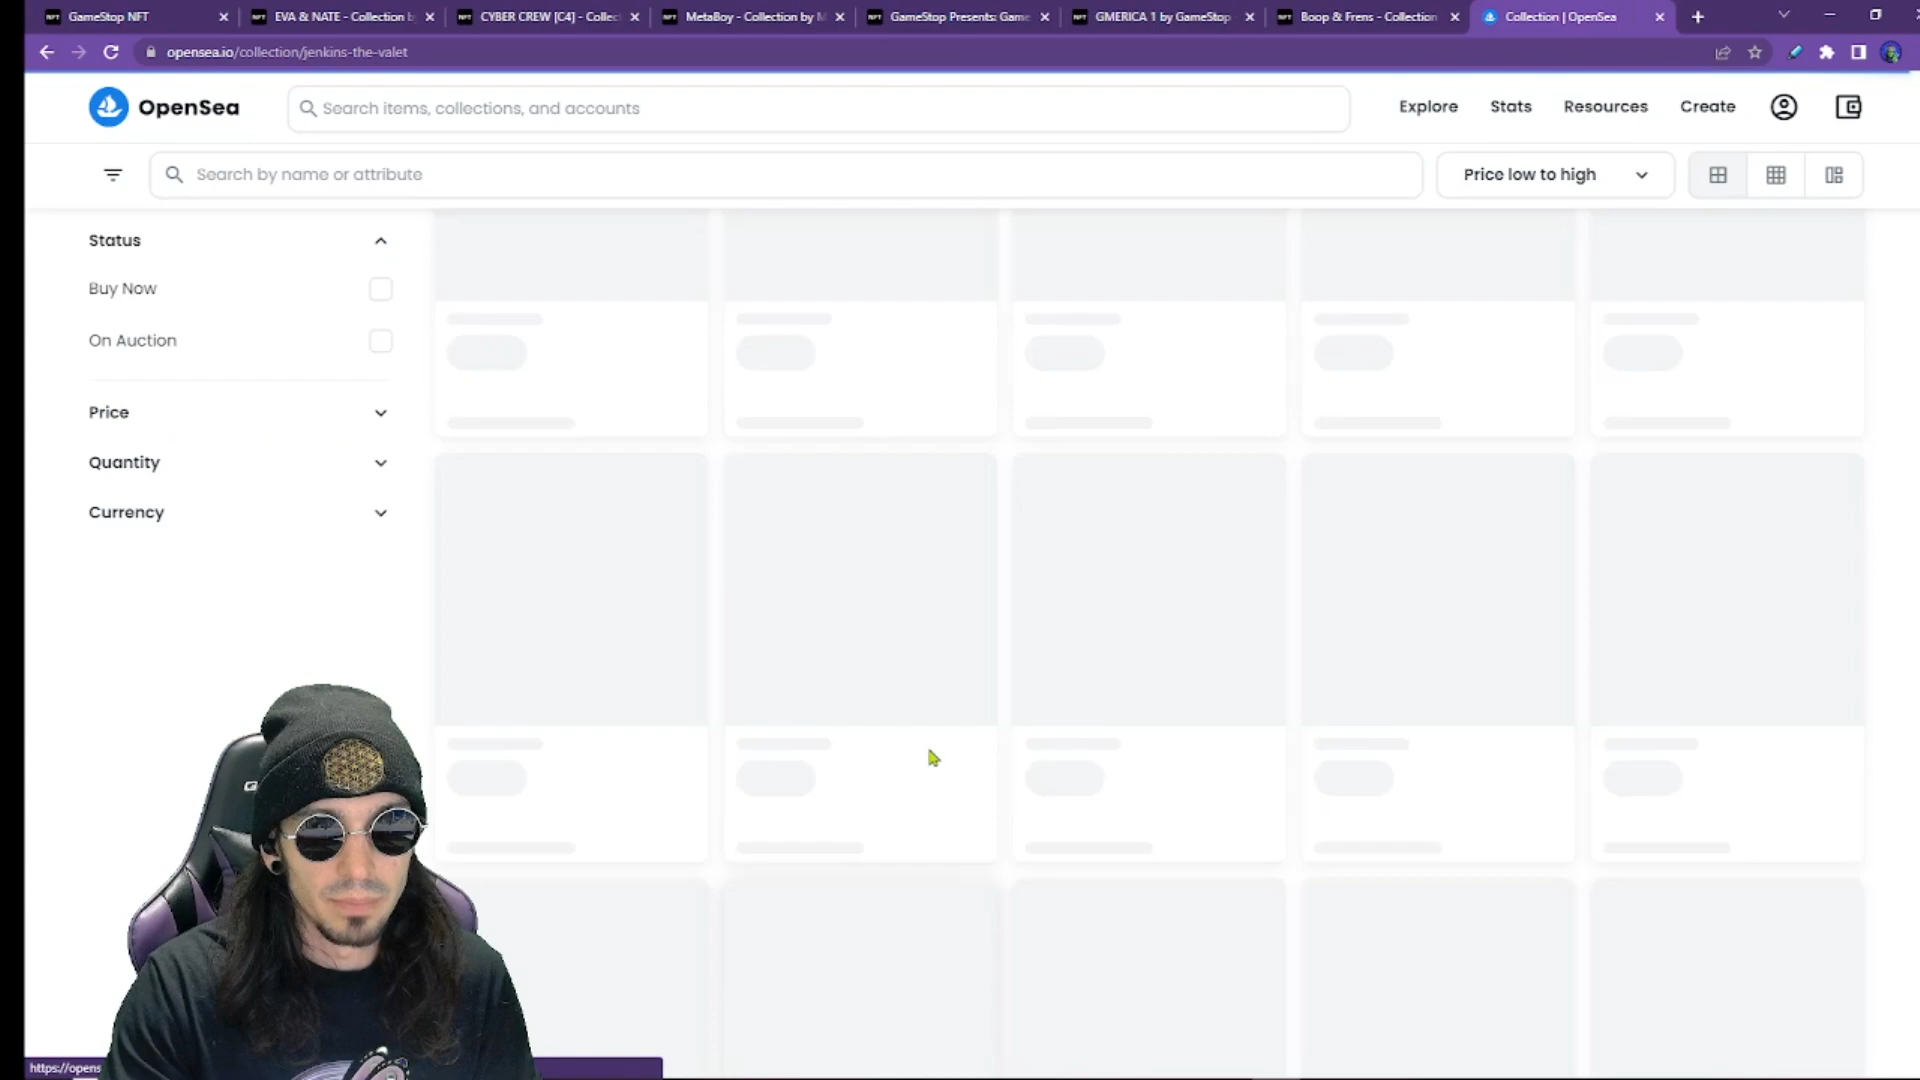 GameStop NFT
EVA & NATE - Collection b
CYBER CREW [C4] - Collec
MetaBoy - Collection by M
GameStop Presents: Game
GMERICA 1 by GameStop
Boop & Frens - Collection
Collection | OpenSea
opensea.io/collection/jenkins-the-valet
OpenSea
Search items, collections, and accounts
Explore
Stats
Resources
Create
Search by name or attribute
Price low to high
Status
Buy Now
On Auction
Price
Quantity
Currency
https://opens